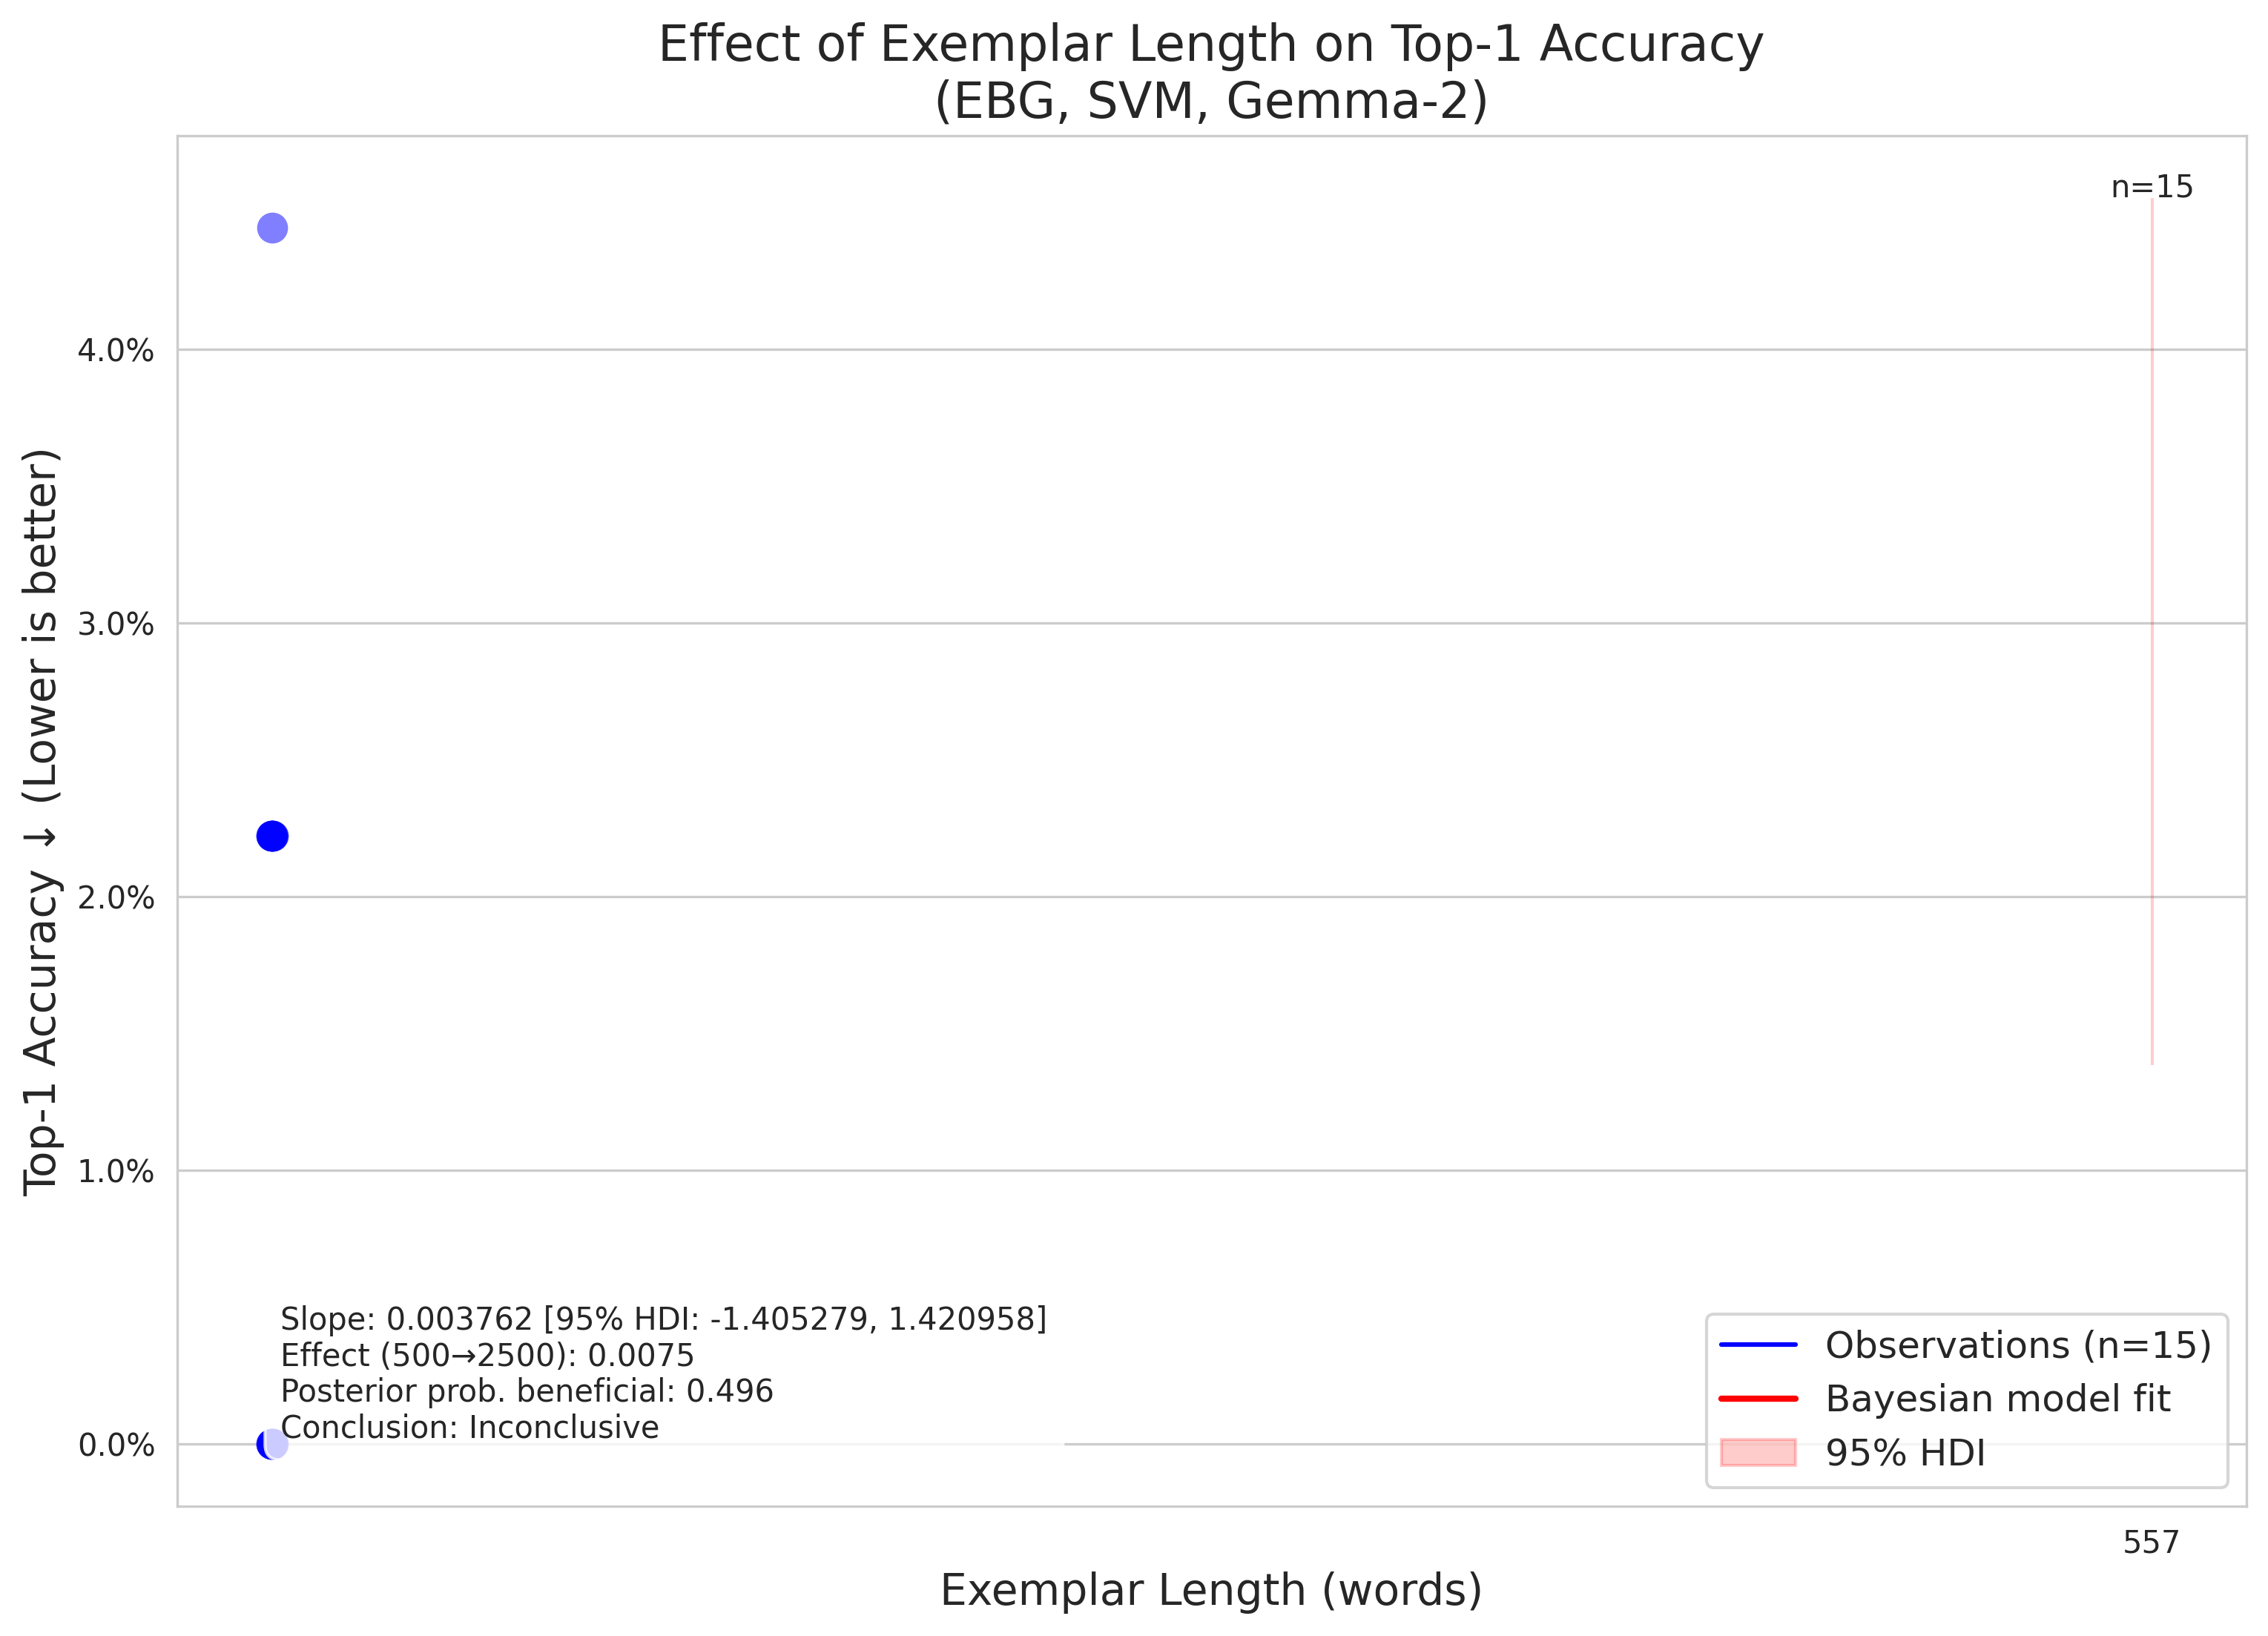 Effect of Exemplar Length on Top-1 Accuracy
(EBG, SVM, Gemma-2)
n=15
Top-1 Accuracy ↓ (Lower is better)
4.0%
3.0%
2.0%
1.0%
0.0%
Slope: 0.003762 [95% HDI: -1.405279, 1.420958]
Effect (500→2500): 0.0075
Posterior prob. beneficial: 0.496
Conclusion: Inconclusive
Observations (n=15)
Bayesian model fit
95% HDI
557
Exemplar Length (words)